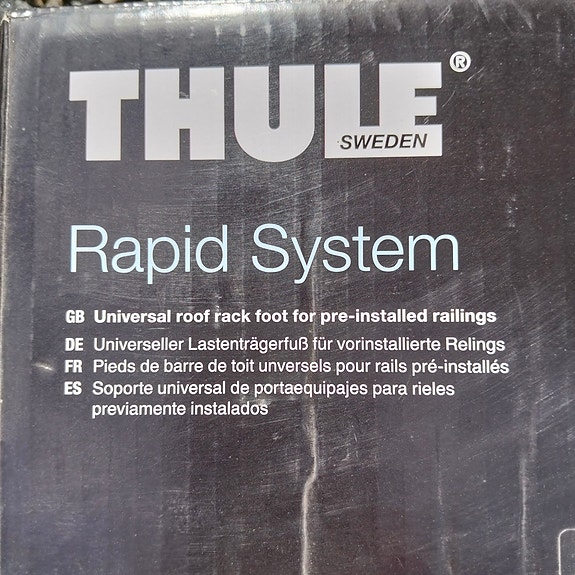 THULE®
SWEDEN
Rapid System
GB Universal roof rack foot for pre-installed railings
DE Universeller Lastenträgerfuß für vorinstallierte Relings
FR Pieds de barre de toit unversels pour rails pré-installés
ES Soporte universal de portaequipajes para rieles
previamente instalados